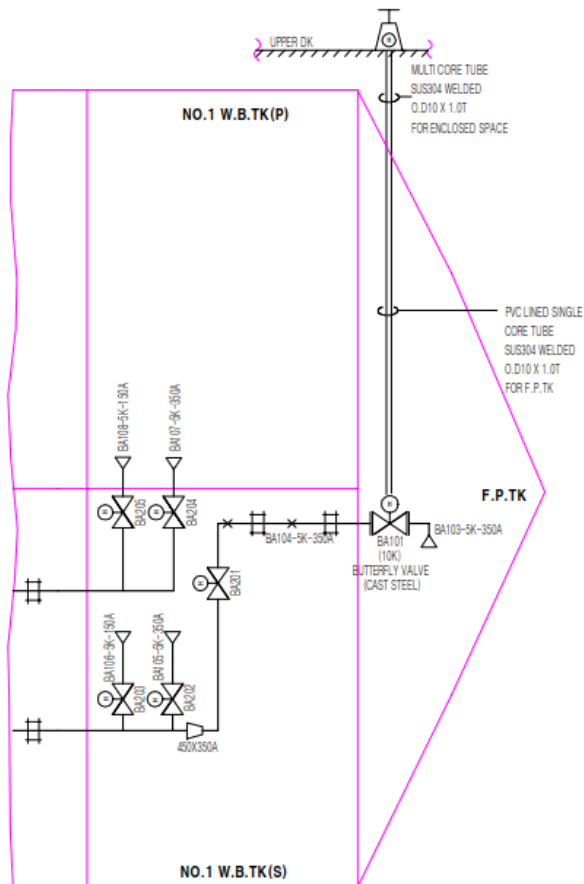 UPPER DK
H
MULTI CORE TUBE
SUS304 WELDED
O.D10 X 1.0T
FOR ENCLOSED SPACE
NO.1 W.B.TK(P)
PVC LINED SINGLE
CORE TUBE
SUS304 WELDED
O.D10 X 1.0T
FOR F.P.TK
BA108-5K-150A
BA107-5K-350A
F.P.TK
H
BA205
H
BA204
H
BA104-5K-350A
BA103-5K-350A
BA101
(10K)
BUTTERFLY VALVE
(CAST STEEL)
H
BA201
BA106-5K-150A
BA105-5K-350A
H
BA203
H
BA202
450X350A
NO.1 W.B.TK(S)